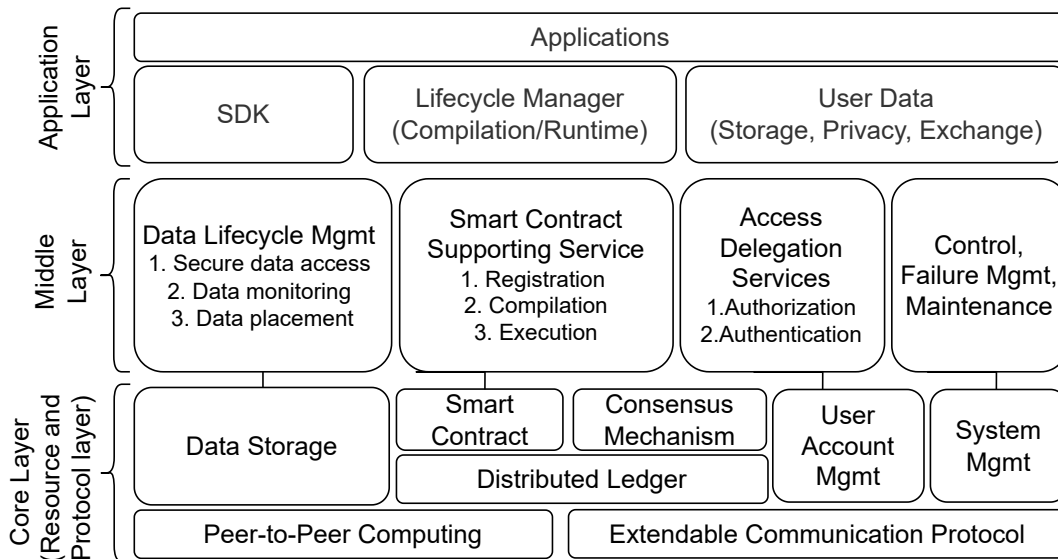 Application
Layer
Applications
SDK
Lifecycle Manager
(Compilation/Runtime)
User Data
(Storage, Privacy, Exchange)
Middle
Layer
Data Lifecycle Mgmt
1. Secure data access
2. Data monitoring
3. Data placement
Smart Contract
Supporting Service
1. Registration
2. Compilation
3. Execution
Access
Delegation
Services
1.Authorization
2.Authentication
Control,
Failure Mgmt,
Maintenance
Core Layer
(Resource and
Protocol layer)
Data Storage
Smart
Contract
Consensus
Mechanism
Distributed Ledger
User
Account
Mgmt
System
Mgmt
Peer-to-Peer Computing
Extendable Communication Protocol